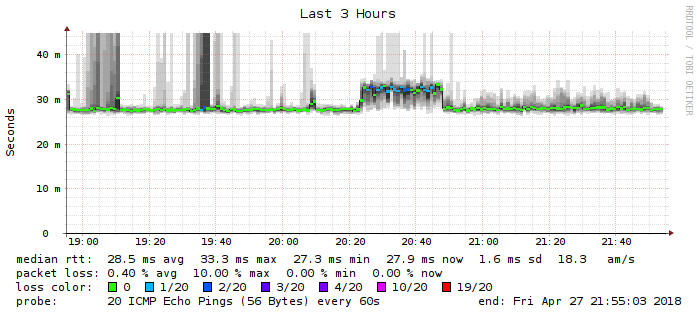 Last 3 Hours
RRDTOOL / TOBI OETIKER
Seconds
40 m
30 m
20 m
10 m
0
19:00 19:20 19:40 20:00 20:20 20:40 21:00 21:20 21:40
median rtt: 28.5 ms avg 33.3 ms max 27.3 ms min 27.9 ms now 1.6 ms sd 18.3 am/s
packet loss: 0.40 % avg 10.00 % max 0.00 % min 0.00 % now
loss color: 0 1/20 2/20 3/20 4/20 10/20 19/20
probe: 20 ICMP Echo Pings (56 Bytes) every 60s end: Fri Apr 27 21:55:03 2018